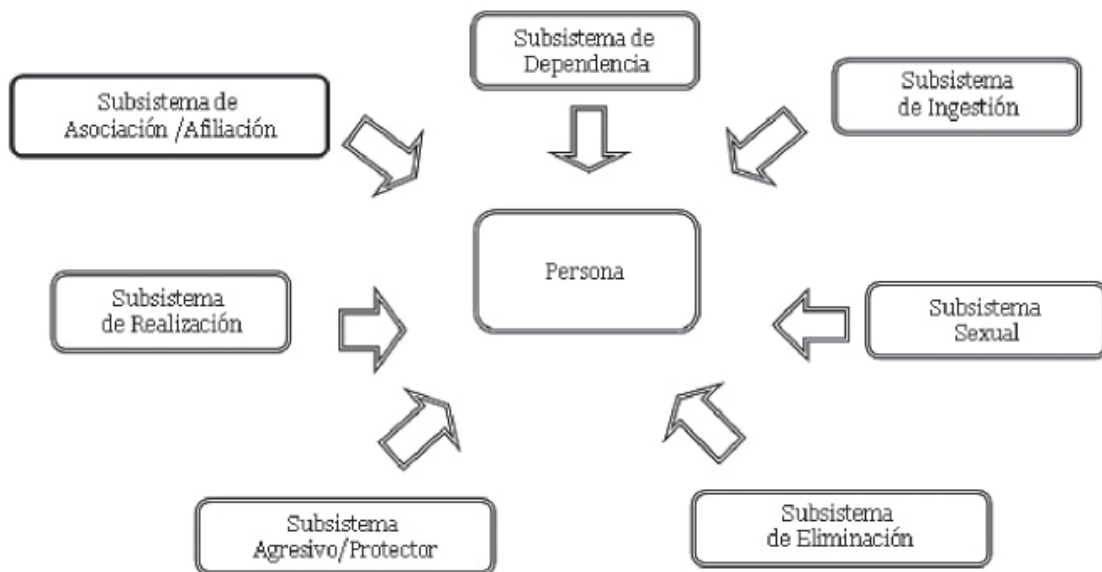 Subsistema de
Dependencia
Subsistema de
Asociación /Afiliación
Subsistema
de Ingestión
Persona
Subsistema
de Realización
Subsistema
Sexual
Subsistema
Agresivo/Protector
Subsistema
de Eliminación